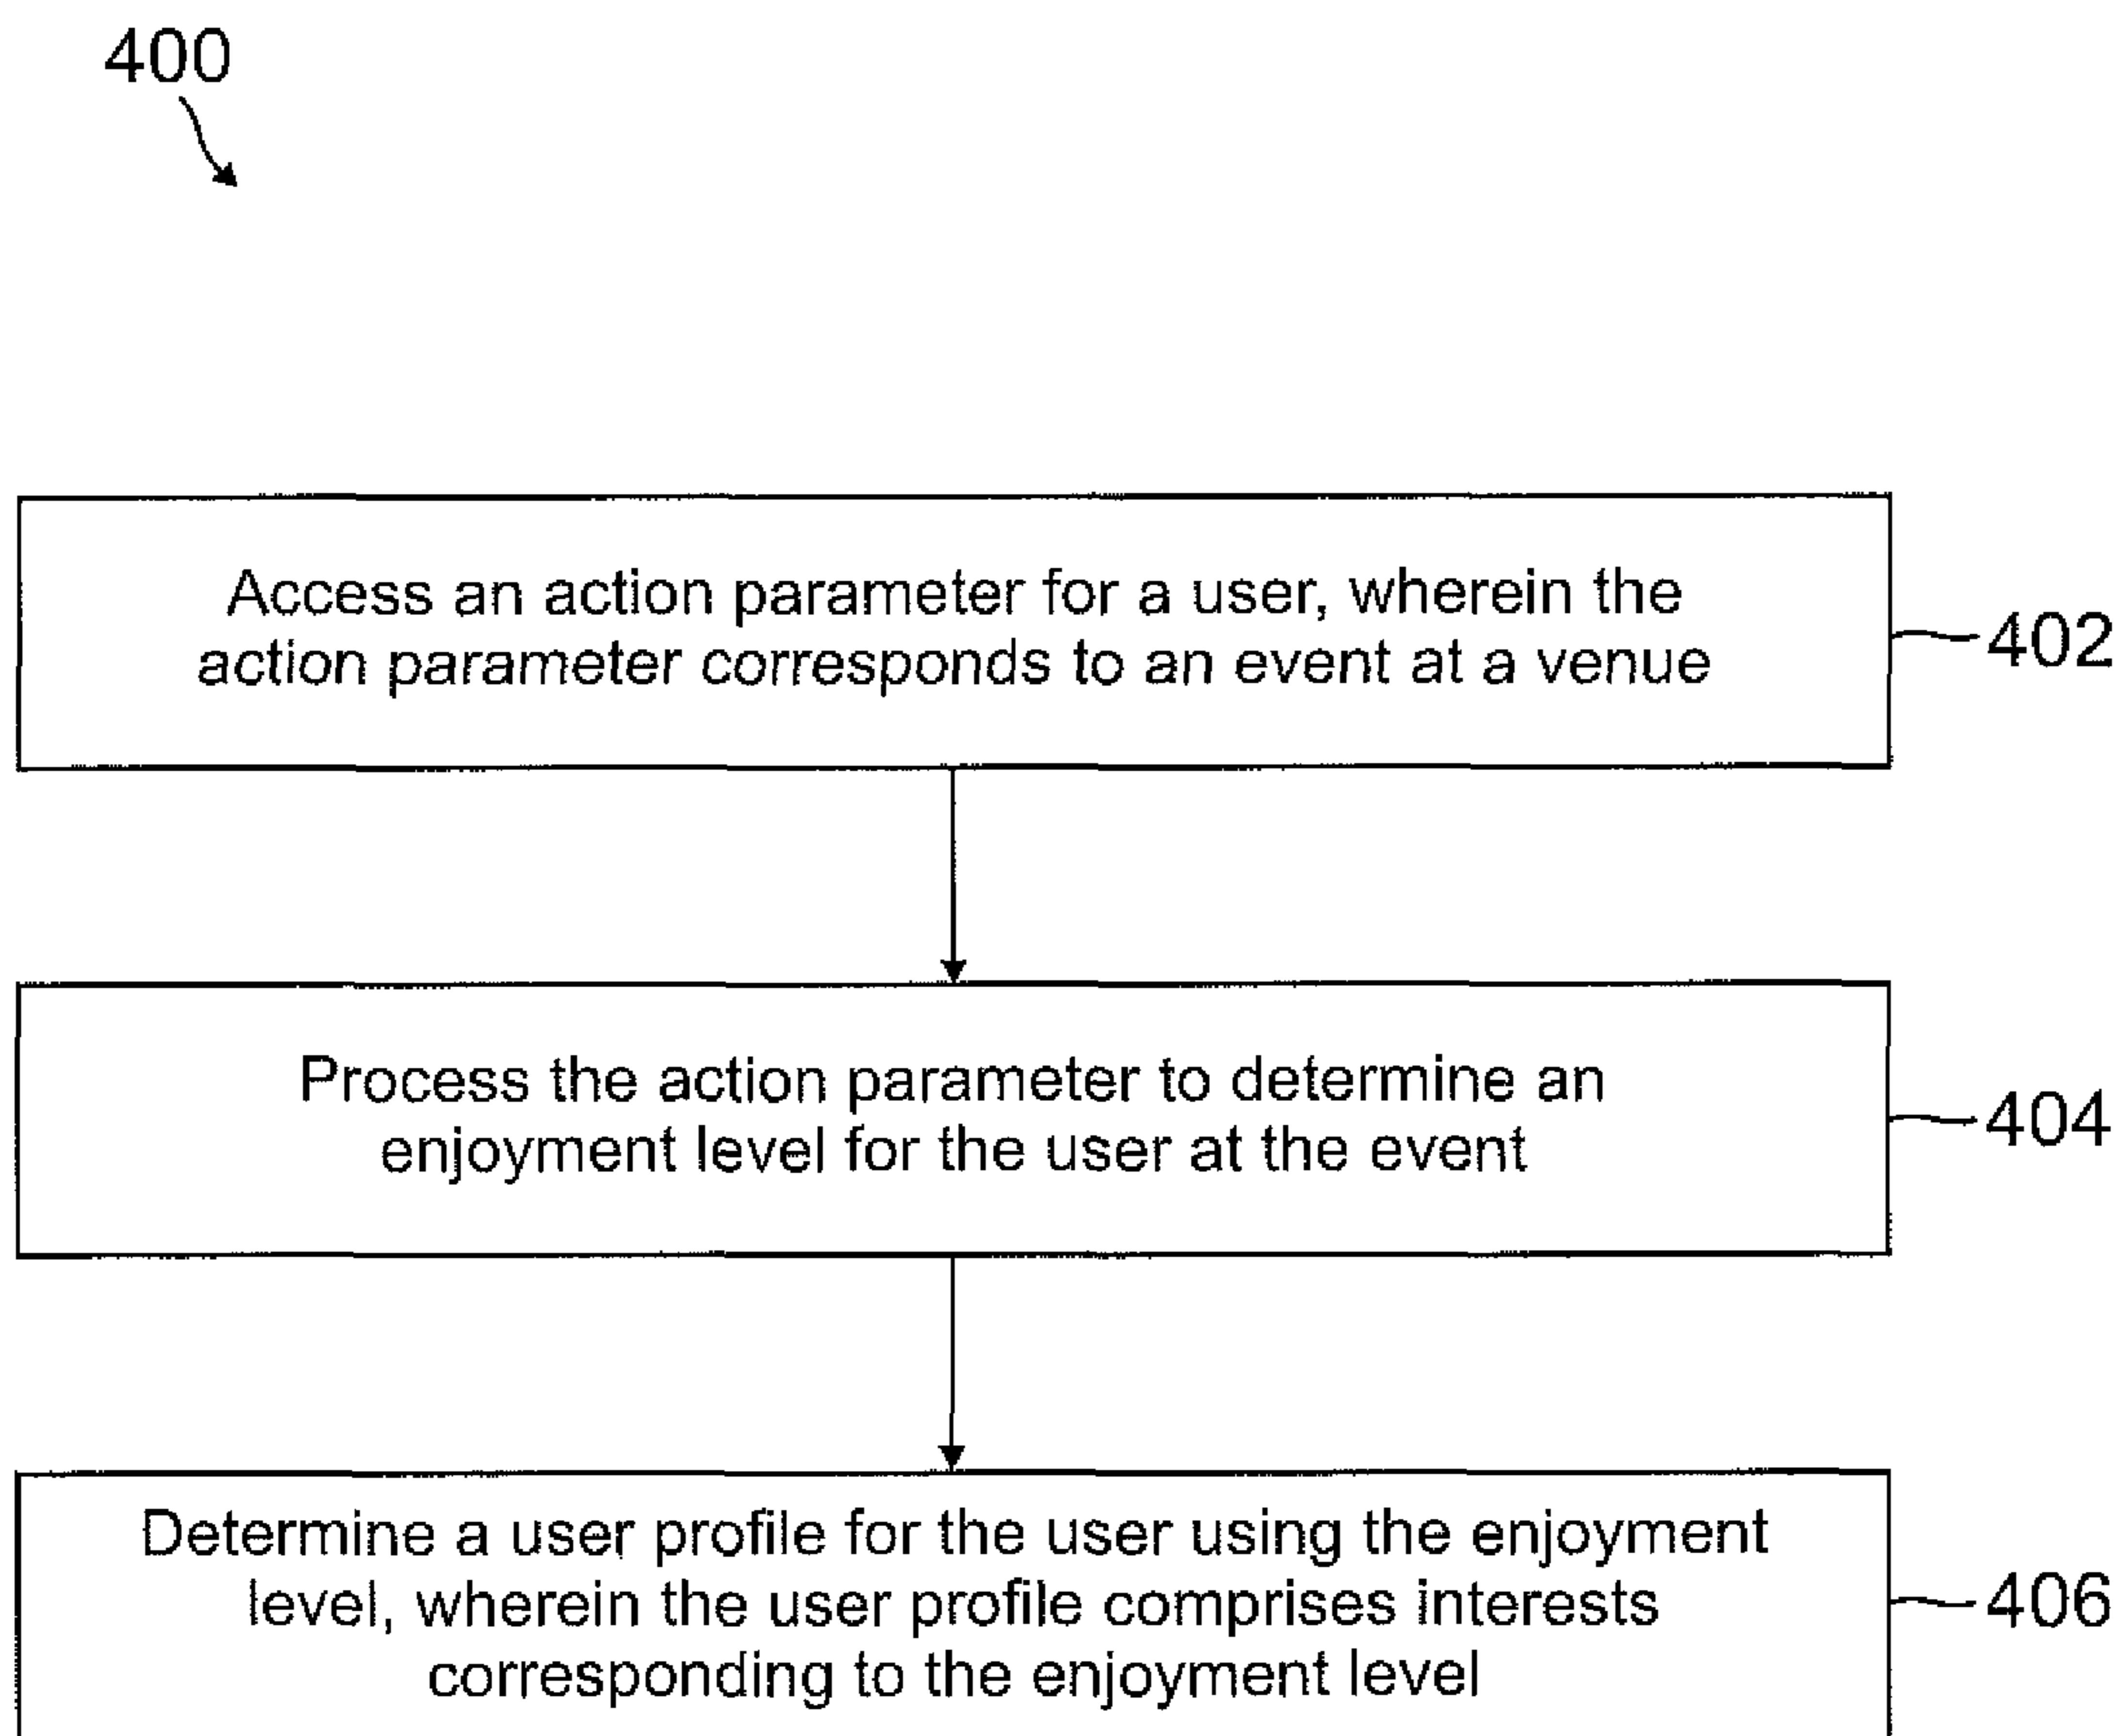 400
Access an action parameter for a user, wherein the
action parameter corresponds to an event at a venue
402
Process the action parameter to determine an
enjoyment level for the user at the event
404
Determine a user profile for the user using the enjoyment
level, wherein the user profile comprises interests
corresponding to the enjoyment level
406